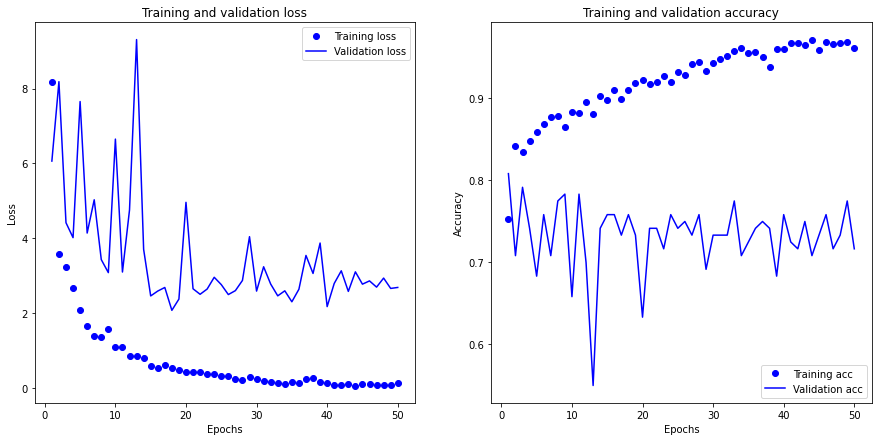 Training and validation loss
Training loss
Validation loss
8
6
4
2
0
Loss
0
10
20
30
40
50
Epochs
Training and validation accuracy
0.9
0.8
0.7
0.6
Accuracy
Training acc
Validation acc
0
10
20
30
40
50
Epochs